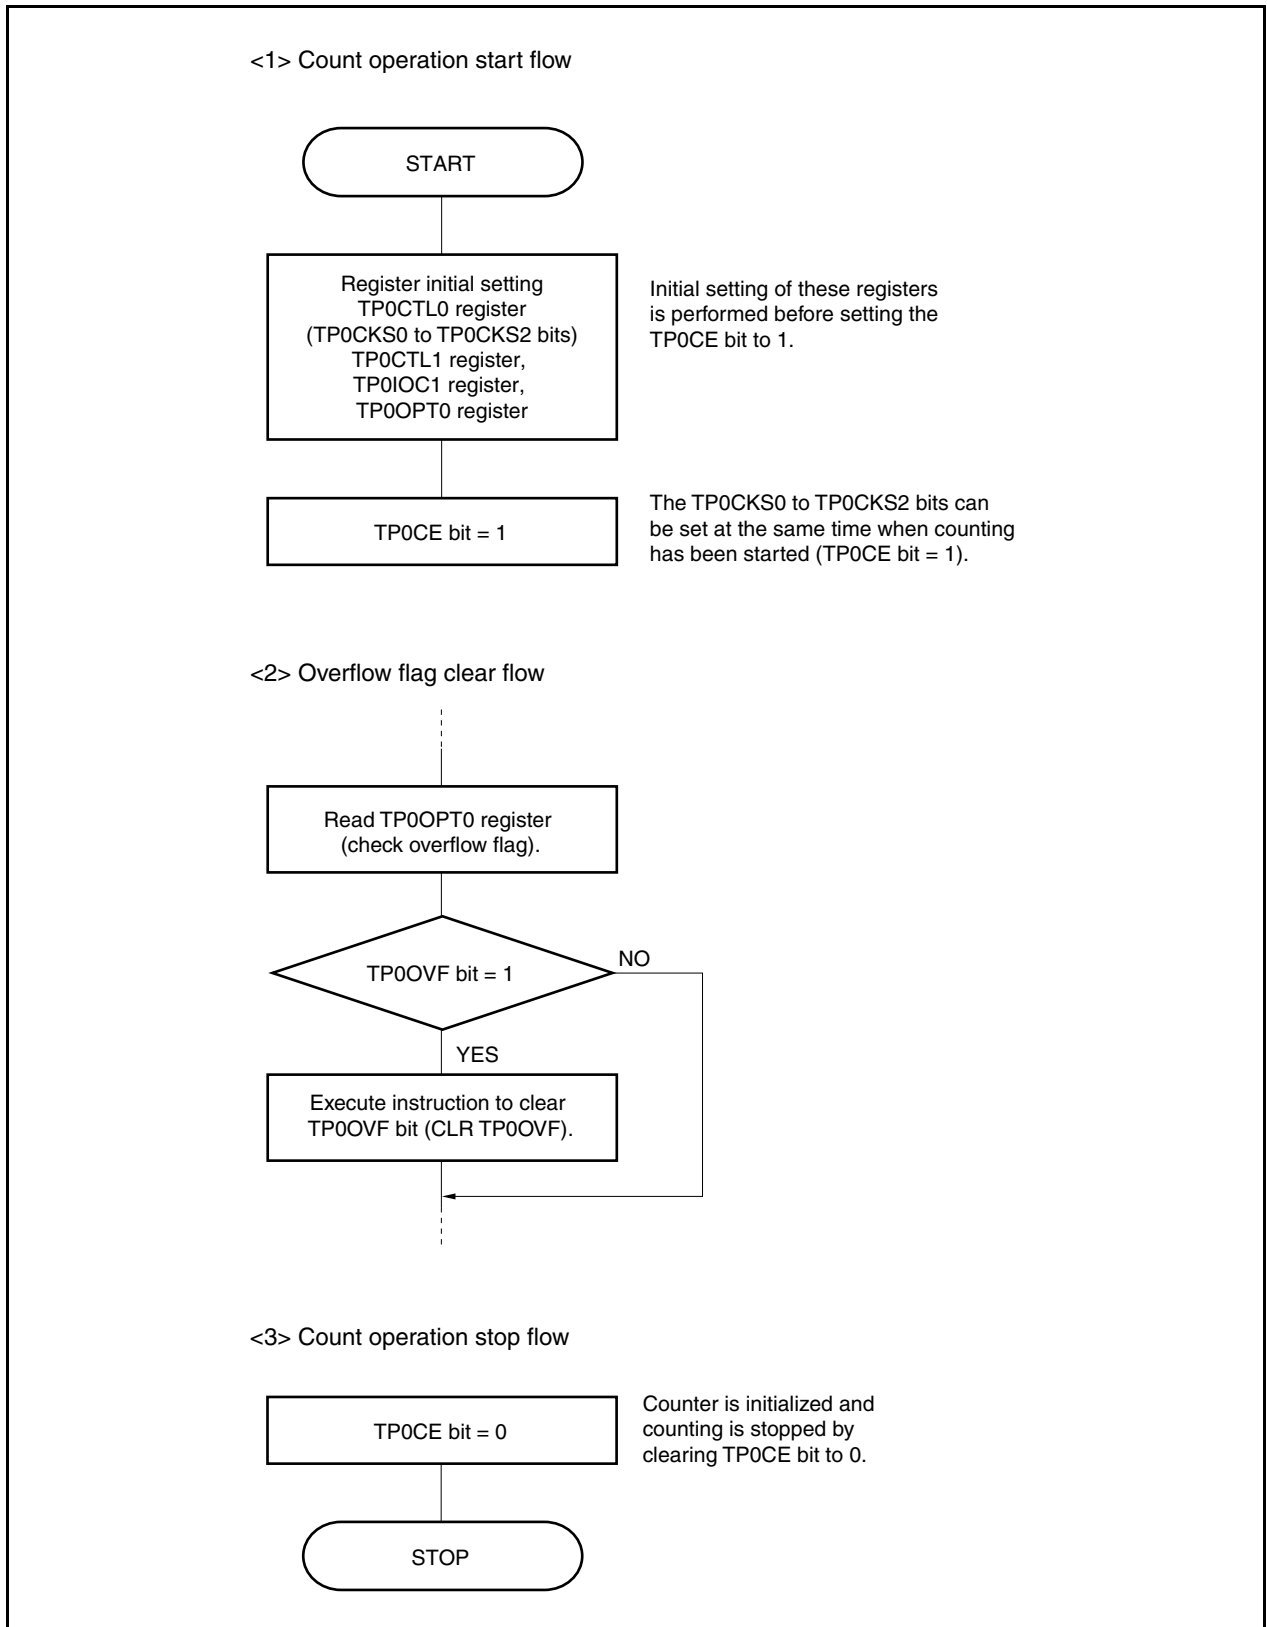 <1> Count operation start flow
START
Register initial setting
TP0CTL0 register
(TP0CKS0 to TP0CKS2 bits)
TP0CTL1 register,
TP0IOC1 register,
TP0OPT0 register
Initial setting of these registers
is performed before setting the
TP0CE bit to 1.
TP0CE bit = 1
The TP0CKS0 to TP0CKS2 bits can
be set at the same time when counting
has been started (TP0CE bit = 1).
<2> Overflow flag clear flow
Read TP0OPT0 register
(check overflow flag).
TP0OVF bit = 1
NO
YES
Execute instruction to clear
TP0OVF bit (CLR TP0OVF).
<3> Count operation stop flow
TP0CE bit = 0
Counter is initialized and
counting is stopped by
clearing TP0CE bit to 0.
STOP